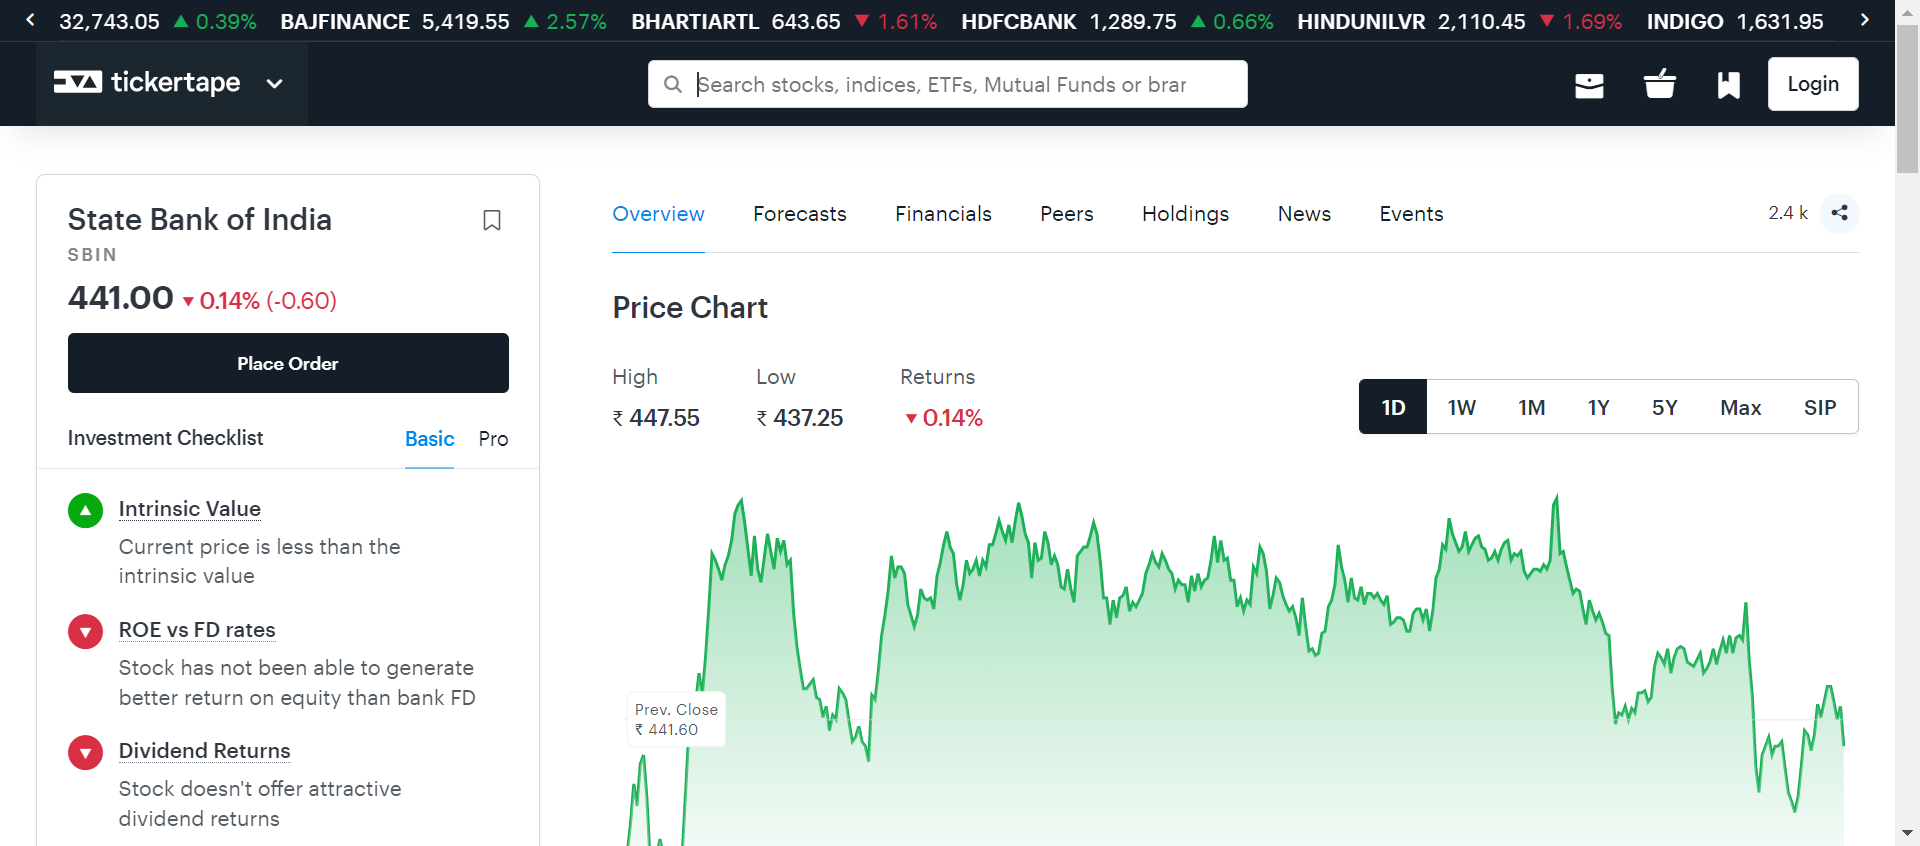 32,743.05 ▲ 0.39% BAJFINANCE 5,419.55 ▲ 2.57% BHARTIARTL 643.65 ▼ 1.61% HDFCBANK 1,289.75 ▲ 0.66% HINDUNILVR 2,110.45 ▼ 1.69% INDIGO 1,631.95
tickertape
Search stocks, indices, ETFs, Mutual Funds or brar
Login
State Bank of India
SBIN
441.00 ▼ 0.14% (-0.60)
Place Order
Investment Checklist
Basic Pro
Intrinsic Value
Current price is less than the
intrinsic value
ROE vs FD rates
Stock has not been able to generate
better return on equity than bank FD
Dividend Returns
Stock doesn't offer attractive
dividend returns
Overview Forecasts Financials Peers Holdings News Events
2.4 k
Price Chart
High Low Returns
₹ 447.55 ₹ 437.25 ▼ 0.14%
1D 1W 1M 1Y 5Y Max SIP
Prev. Close
₹ 441.60